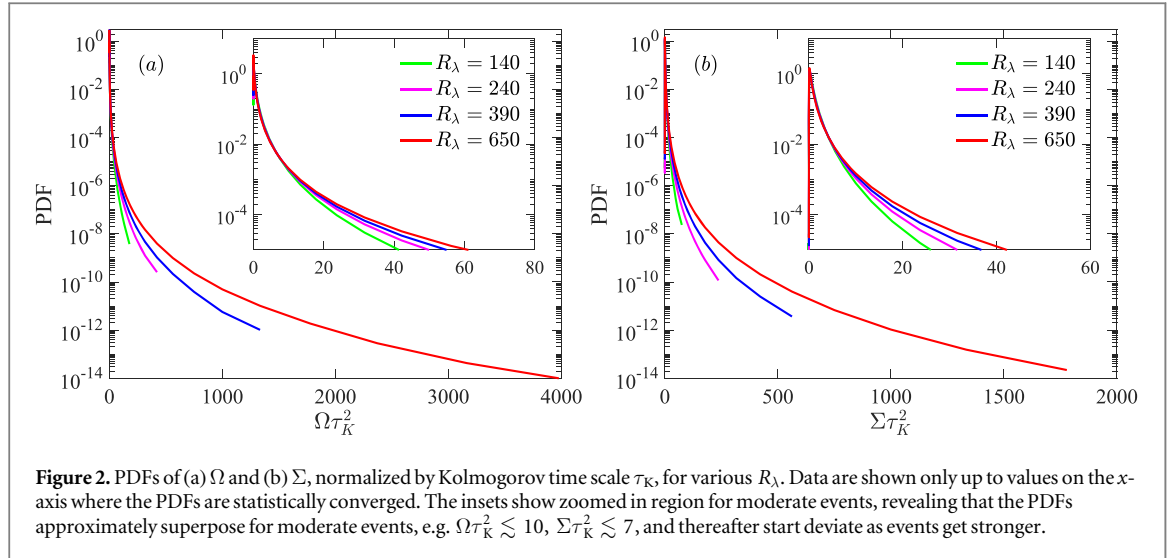 (a)
PDF
10^0
10^-2
10^-4
10^-6
10^-8
10^-10
10^-12
10^-14
0 1000 2000 3000 4000
Ωτ_K^2
10^0
10^-2
10^-4
0 20 40 60 80
R_λ = 140
R_λ = 240
R_λ = 390
R_λ = 650
(b)
PDF
10^0
10^-2
10^-4
10^-6
10^-8
10^-10
10^-12
10^-14
0 500 1000 1500 2000
Στ_K^2
10^0
10^-2
10^-4
0 20 40 60
R_λ = 140
R_λ = 240
R_λ = 390
R_λ = 650
Figure 2. PDFs of (a) Ω and (b) Σ, normalized by Kolmogorov time scale τ_K, for various R_λ. Data are shown only up to values on the x-
axis where the PDFs are statistically converged. The insets show zoomed in region for moderate events, revealing that the PDFs
approximately superpose for moderate events, e.g. Ωτ_K^2 ≲ 10, Στ_K^2 ≲ 7, and thereafter start deviate as events get stronger.